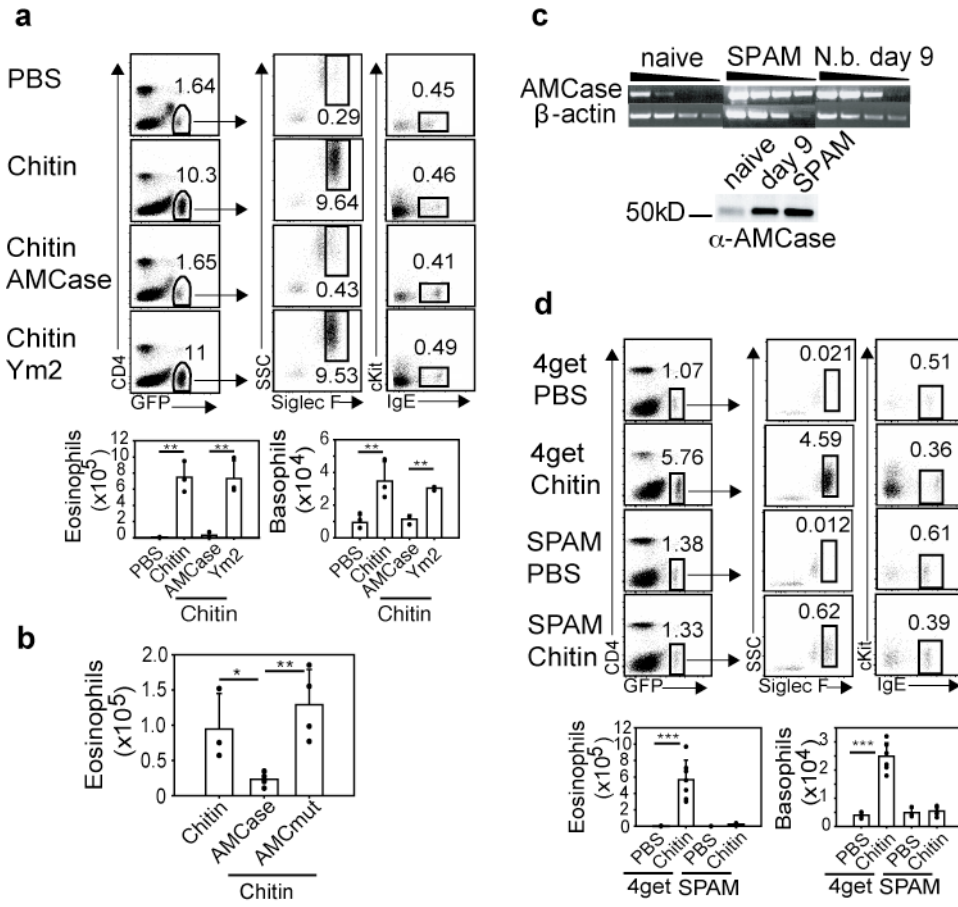 a
PBS
1.64
0.29
0.45
Chitin
10.3
9.64
0.46
Chitin
AMCase
1.65
0.43
0.41
Chitin
Ym2
11
9.53
0.49
CD4
GFP
SSC
Siglec F
cKit
IgE
Eosinophils
(x10⁵)
12
10
8
6
4
2
0
**
**
PBS
Chitin
AMCase
Ym2
Chitin
Basophils
(x10⁴)
6
4
2
0
**
**
PBS
Chitin
AMCase
Ym2
Chitin
b
Eosinophils
(x10⁵)
2.0
1.5
1.0
0.5
0
*
**
Chitin
AMCase
AMCmut
Chitin
c
naive SPAM N.b. day 9
AMCase
β-actin
naive
day 9
SPAM
50kD
α-AMCase
d
4get
PBS
1.07
0.021
0.51
4get
Chitin
5.76
4.59
0.36
SPAM
PBS
1.38
0.012
0.61
SPAM
Chitin
1.33
0.62
0.39
CD4
GFP
SSC
Siglec F
cKit
IgE
Eosinophils
(x10⁵)
12
10
8
6
4
2
0
***
PBS
Chitin
PBS
Chitin
4get SPAM
Basophils
(x10⁴)
3
2
1
0
***
PBS
Chitin
PBS
Chitin
4get SPAM